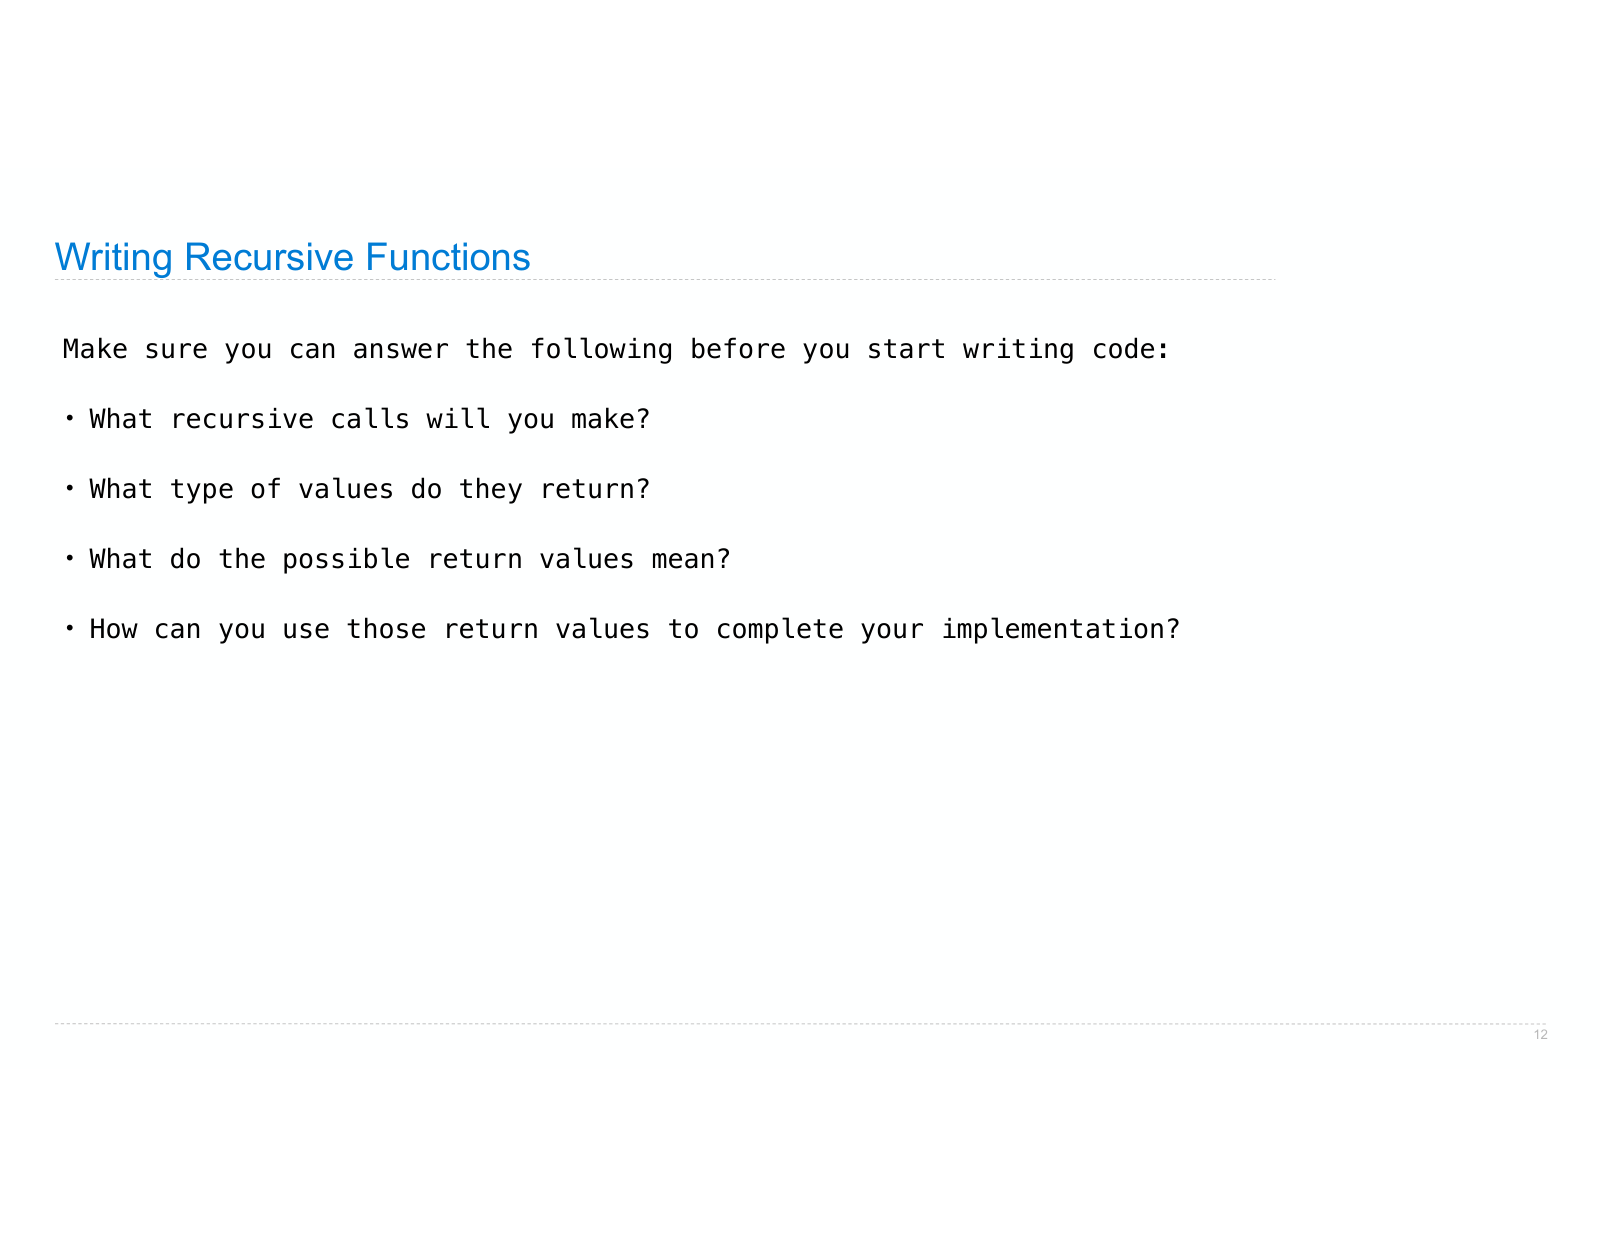 Writing Recursive Functions
Make sure you can answer the following before you start writing code:
• What recursive calls will you make?
• What type of values do they return?
• What do the possible return values mean?
• How can you use those return values to complete your implementation?
12